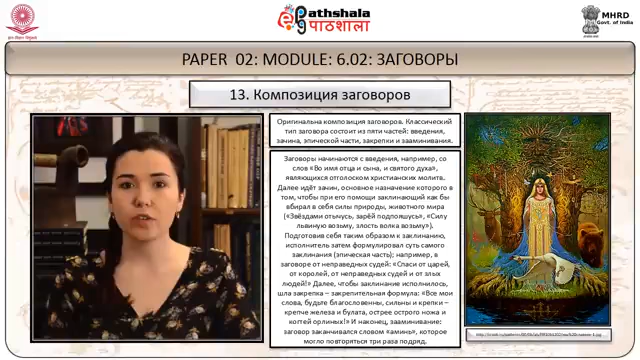 ePathshala
पाठशाला
MHRD
Govt. of India
PAPER 02: MODULE: 6.02: ЗАГОВОРЫ
13. Композиция заговоров
Оригинальна композиция заговоров. Классический
тип заговора состоит из пяти частей: введения,
зачина, эпической части, закрепки и зааминивания.
Заговоры начинаются с введения, например, со
слов «Во имя отца и сына, и святого духа»,
являющихся отголоском христианских молитв.
Далее идёт зачин, основное назначение которого в
том, чтобы при его помощи заклинающий как бы
вбирал в себя силы природы, животного мира
(«Звёздами отычусь, зарёй подпояшусь», «Силу
львиную возьму, злость волка возьму»).
Подготовив себя таким образом к заклинанию,
исполнитель затем формулировал суть самого
заклинания (эпическая часть); например, в
заговоре от неправедных судей: «Спаси от царей,
от королей, от неправедных судей и от злых
людей!» Далее, чтобы заклинание исполнилось,
шла закрепка – закрепительная формула: «Все мои
слова, будьте благословенны, сильны и крепки –
крепче железа и булата, острее острого ножа и
когтей орлиных!» И наконец, зааминивание:
заговор заканчивался словом «аминь», которое
могло повторяться три раза подряд.